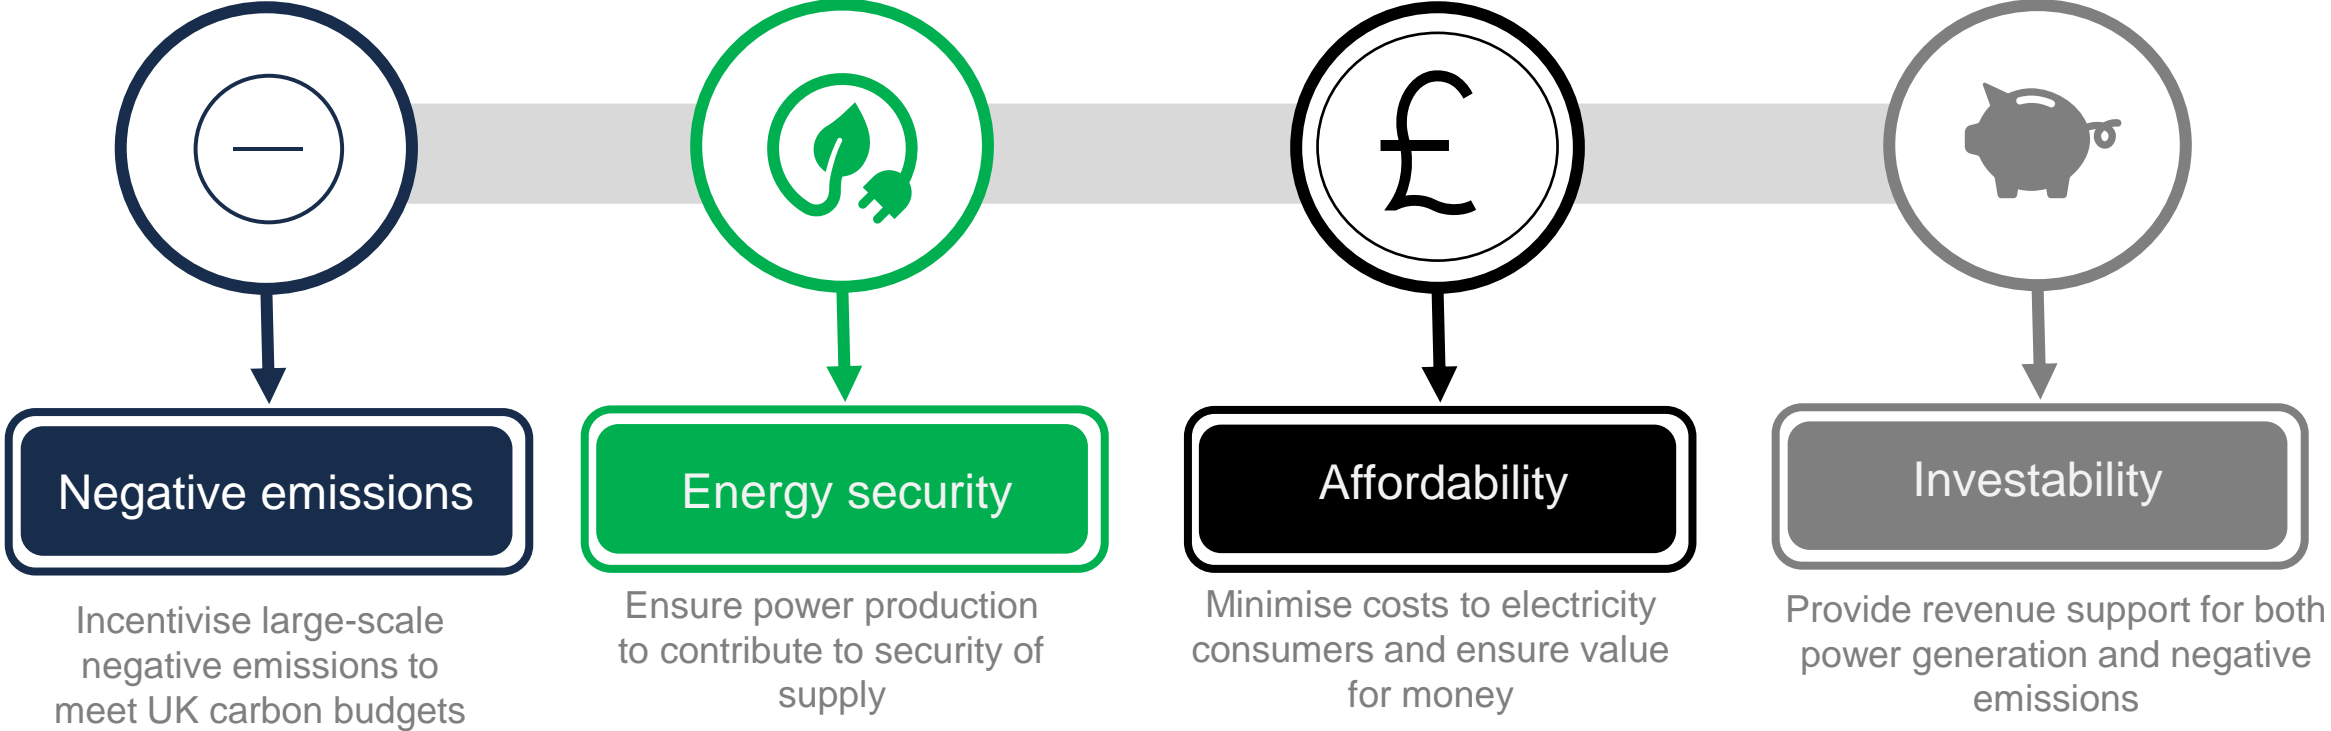 £
Negative emissions
Incentivise large-scale
negative emissions to
meet UK carbon budgets
Energy security
Ensure power production
to contribute to security of
supply
Affordability
Minimise costs to electricity
consumers and ensure value
for money
Investability
Provide revenue support for both
power generation and negative
emissions